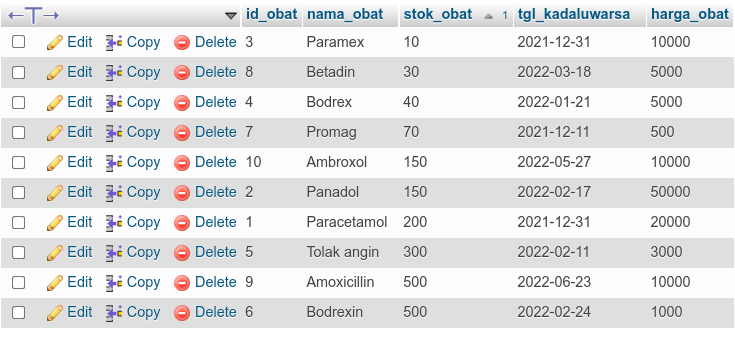 id_obat nama_obat stok_obat 1 tgl_kadaluwarsa harga_obat
Edit Copy Delete 3 Paramex 10 2021-12-31 10000
Edit Copy Delete 8 Betadin 30 2022-03-18 5000
Edit Copy Delete 4 Bodrex 40 2022-01-21 5000
Edit Copy Delete 7 Promag 70 2021-12-11 500
Edit Copy Delete 10 Ambroxol 150 2022-05-27 10000
Edit Copy Delete 2 Panadol 150 2022-02-17 50000
Edit Copy Delete 1 Paracetamol 200 2021-12-31 20000
Edit Copy Delete 5 Tolak angin 300 2022-02-11 3000
Edit Copy Delete 9 Amoxicillin 500 2022-06-23 10000
Edit Copy Delete 6 Bodrexin 500 2022-02-24 1000